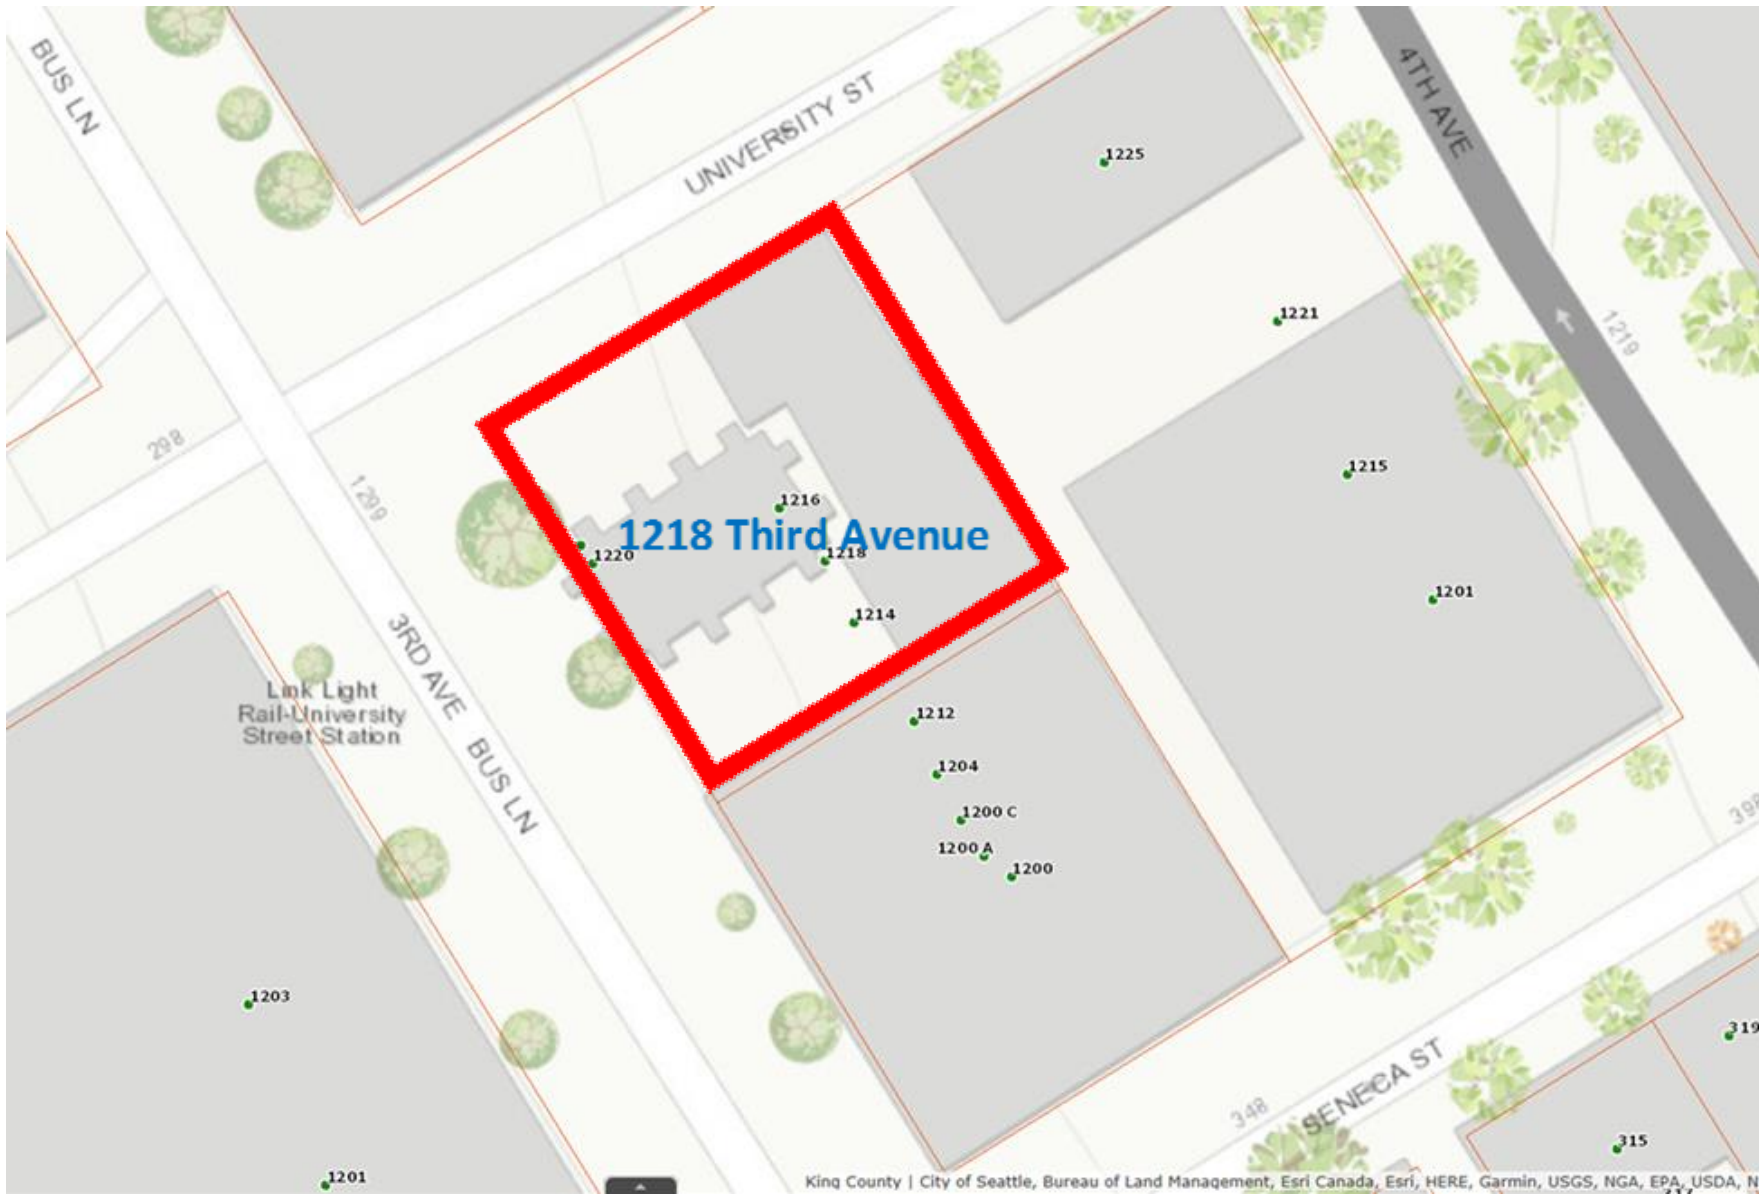 BUS LN
UNIVERSITY ST
4TH AVE
1225
1221
1219
298
1299
1215
1216
1218 Third Avenue
1220
1218
1201
1214
3RD AVE
BUS LN
Link Light
Rail-University
Street Station
1212
1204
1200 C
1200 A
1200
398
1203
319
SENECA ST
348
315
1201
King County | City of Seattle, Bureau of Land Management, Esri Canada, Esri, HERE, Garmin, USGS, NGA, EPA, USDA, N